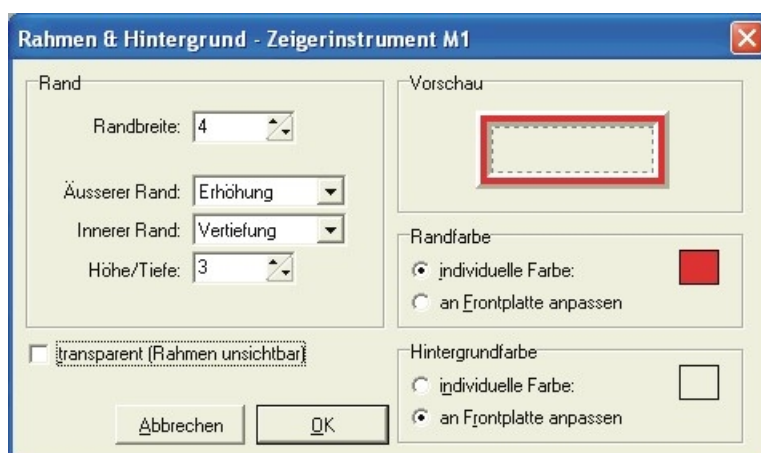 Rahmen & Hintergrund - Zeigerinstrument M1
Rand
Randbreite: 4
Äusserer Rand: Erhöhung
Innerer Rand: Vertiefung
Höhe/Tiefe: 3
transparent (Rahmen unsichtbar)
Abbrechen
OK
Vorschau
Randfarbe
individuelle Farbe:
an Frontplatte anpassen
Hintergrundfarbe
individuelle Farbe:
an Frontplatte anpassen